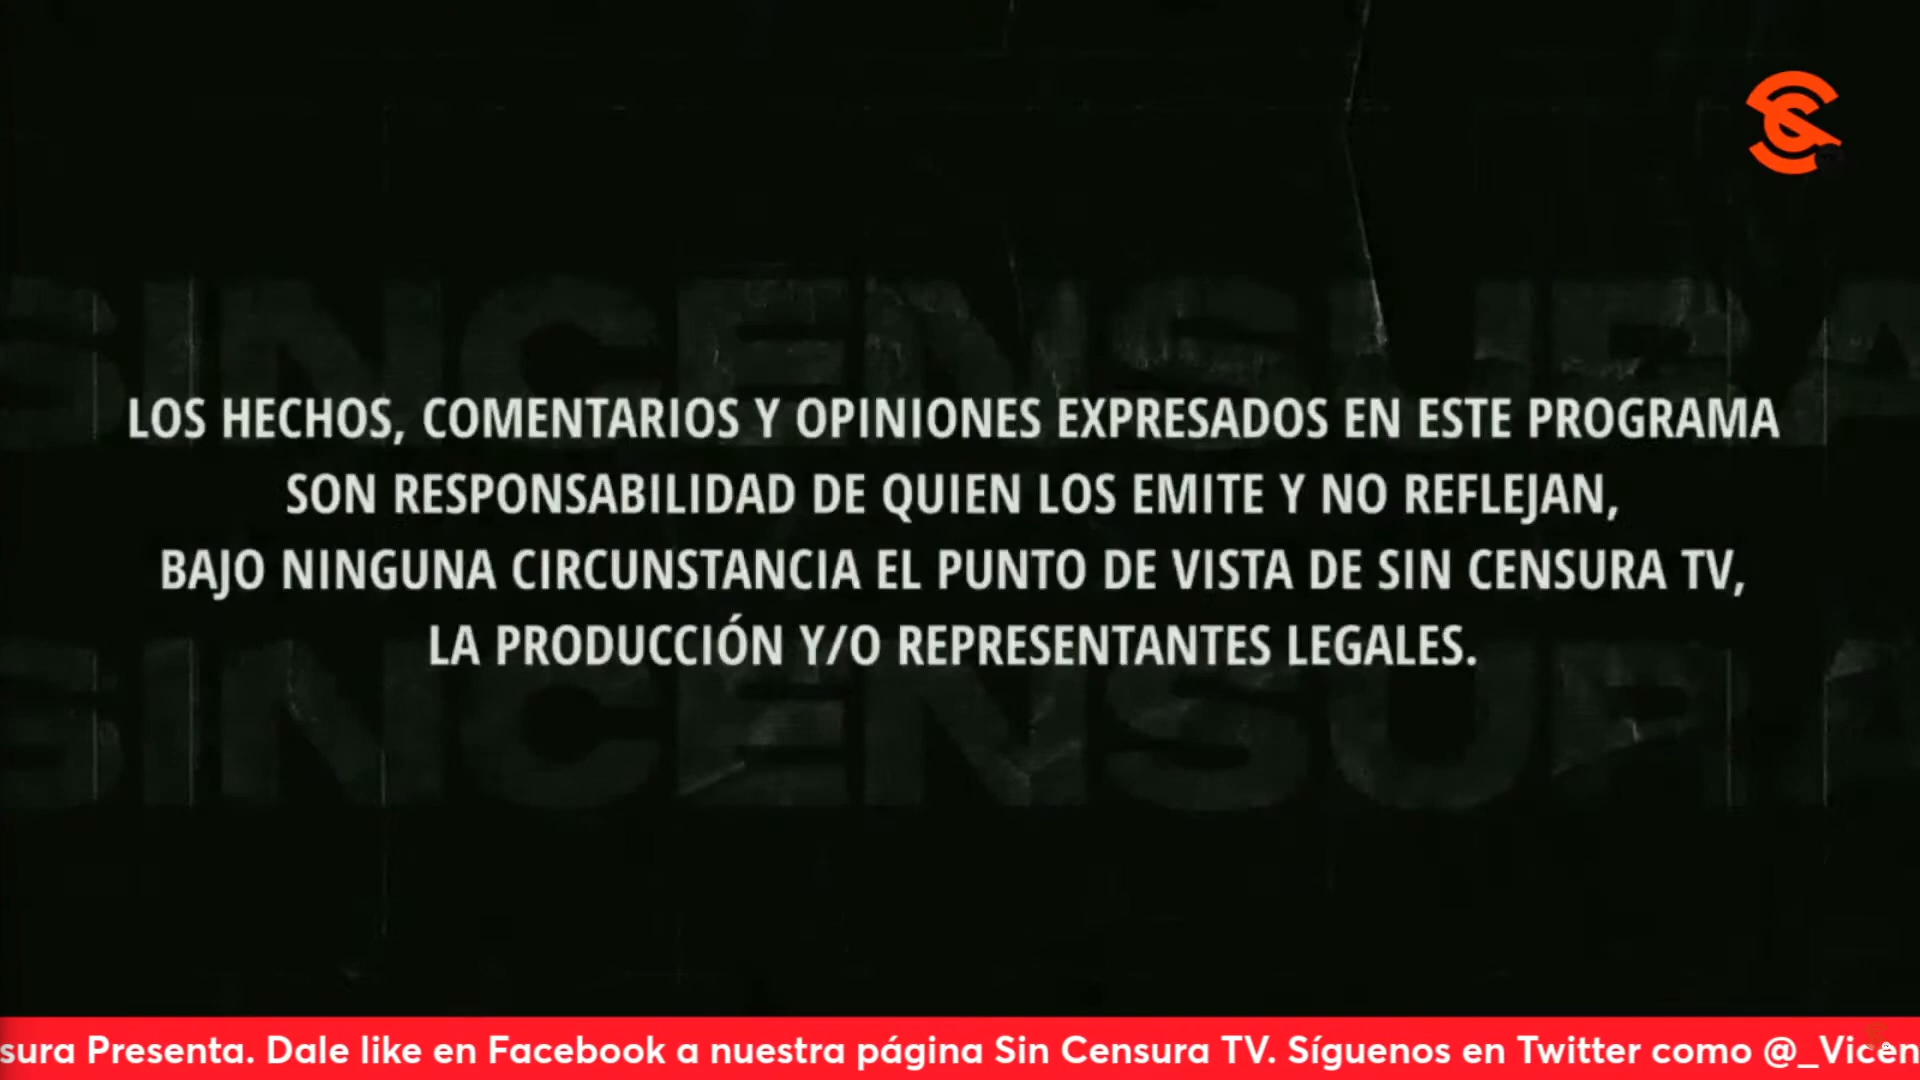 SINCENSURA
LOS HECHOS, COMENTARIOS Y OPINIONES EXPRESADOS EN ESTE PROGRAMA
SON RESPONSABILIDAD DE QUIEN LOS EMITE Y NO REFLEJAN,
BAJO NINGUNA CIRCUNSTANCIA EL PUNTO DE VISTA DE SIN CENSURA TV,
LA PRODUCCIÓN Y/O REPRESENTANTES LEGALES.
SINCENSURA
sura Presenta. Dale like en Facebook a nuestra página Sin Censura TV. Síguenos en Twitter como @_Vicen